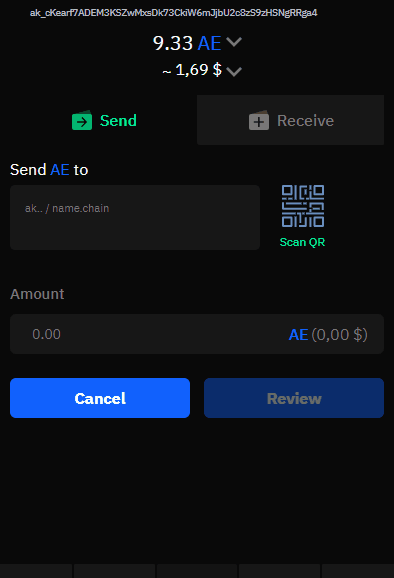 ak_cKearf7ADEM3KSZwMxsDk73CkiW6mJjbU2c8zS9zHSNgRRga4
9.33 AE
~ 1,69 $
Send
Receive
Send AE to
ak.. / name.chain
Scan QR
Amount
0.00
AE (0,00 $)
Cancel
Review